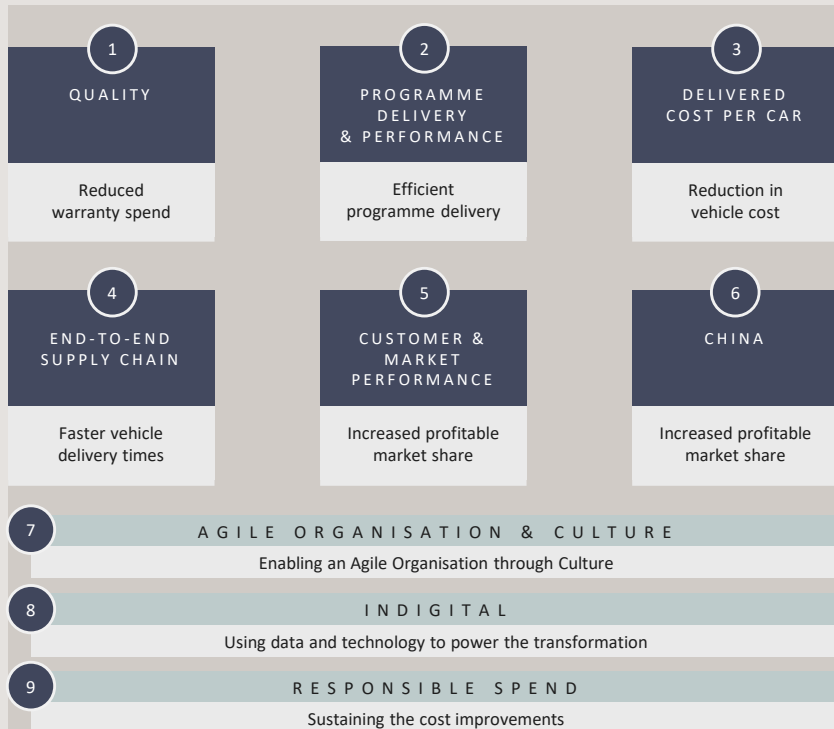 1
QUALITY
Reduced
warranty spend
2
PROGRAMME
DELIVERY
& PERFORMANCE
Efficient
programme delivery
3
DELIVERED
COST PER CAR
Reduction in
vehicle cost
4
END-TO-END
SUPPLY CHAIN
Faster vehicle
delivery times
5
CUSTOMER &
MARKET
PERFORMANCE
Increased profitable
market share
6
CHINA
Increased profitable
market share
7
AGILE ORGANISATION & CULTURE
Enabling an Agile Organisation through Culture
8
INDIGITAL
Using data and technology to power the transformation
9
RESPONSIBLE SPEND
Sustaining the cost improvements